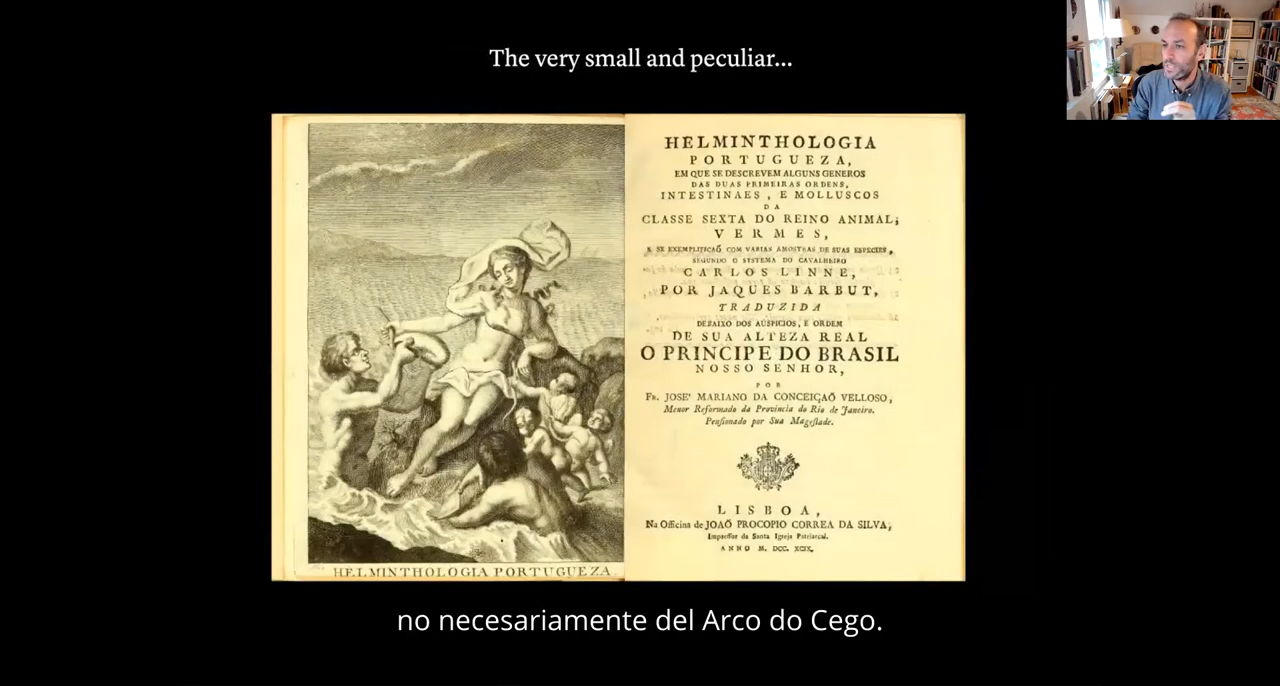 The very small and peculiar...
HELMINTHOLOGIA
PORTUGUEZA,
EM QUE SE DESCREVEM ALGUNS GENEROS
DAS DUAS PRIMEIRAS ORDENS,
INTESTINAES, E MOLLUSCOS
DA
CLASSE SEXTA DO REINO ANIMAL;
VERMES,
E SE EXEMPLIFICAÕ COM VARIAS AMOSTRAS DE SUAS ESPECIES,
SEGUNDO O SYSTEMA DO CAVALHEIRO
CARLOS LINNE,
POR JAQUES BARBUT,
TRADUZIDA
DEBAIXO DOS AUSPICIOS, E ORDEM
DE SUA ALTEZA REAL
O PRINCIPE DO BRASIL
NOSSO SENHOR,
POR
FR. JOSE' MARIANO DA CONCEIÇAÕ VELLOSO,
Menor Reformado da Provincia do Rio de Janeiro.
Pensionado por Sua Mageſtade.
LISBOA,
Na Officina de JOAÕ PROCOPIO CORREA DA SILVA,
Impreſſor da Santa Igreja Patriarcal.
ANNO M. DCC. XCIX.
HELMINTHOLOGIA PORTUGUEZA
no necesariamente del Arco do Cego.